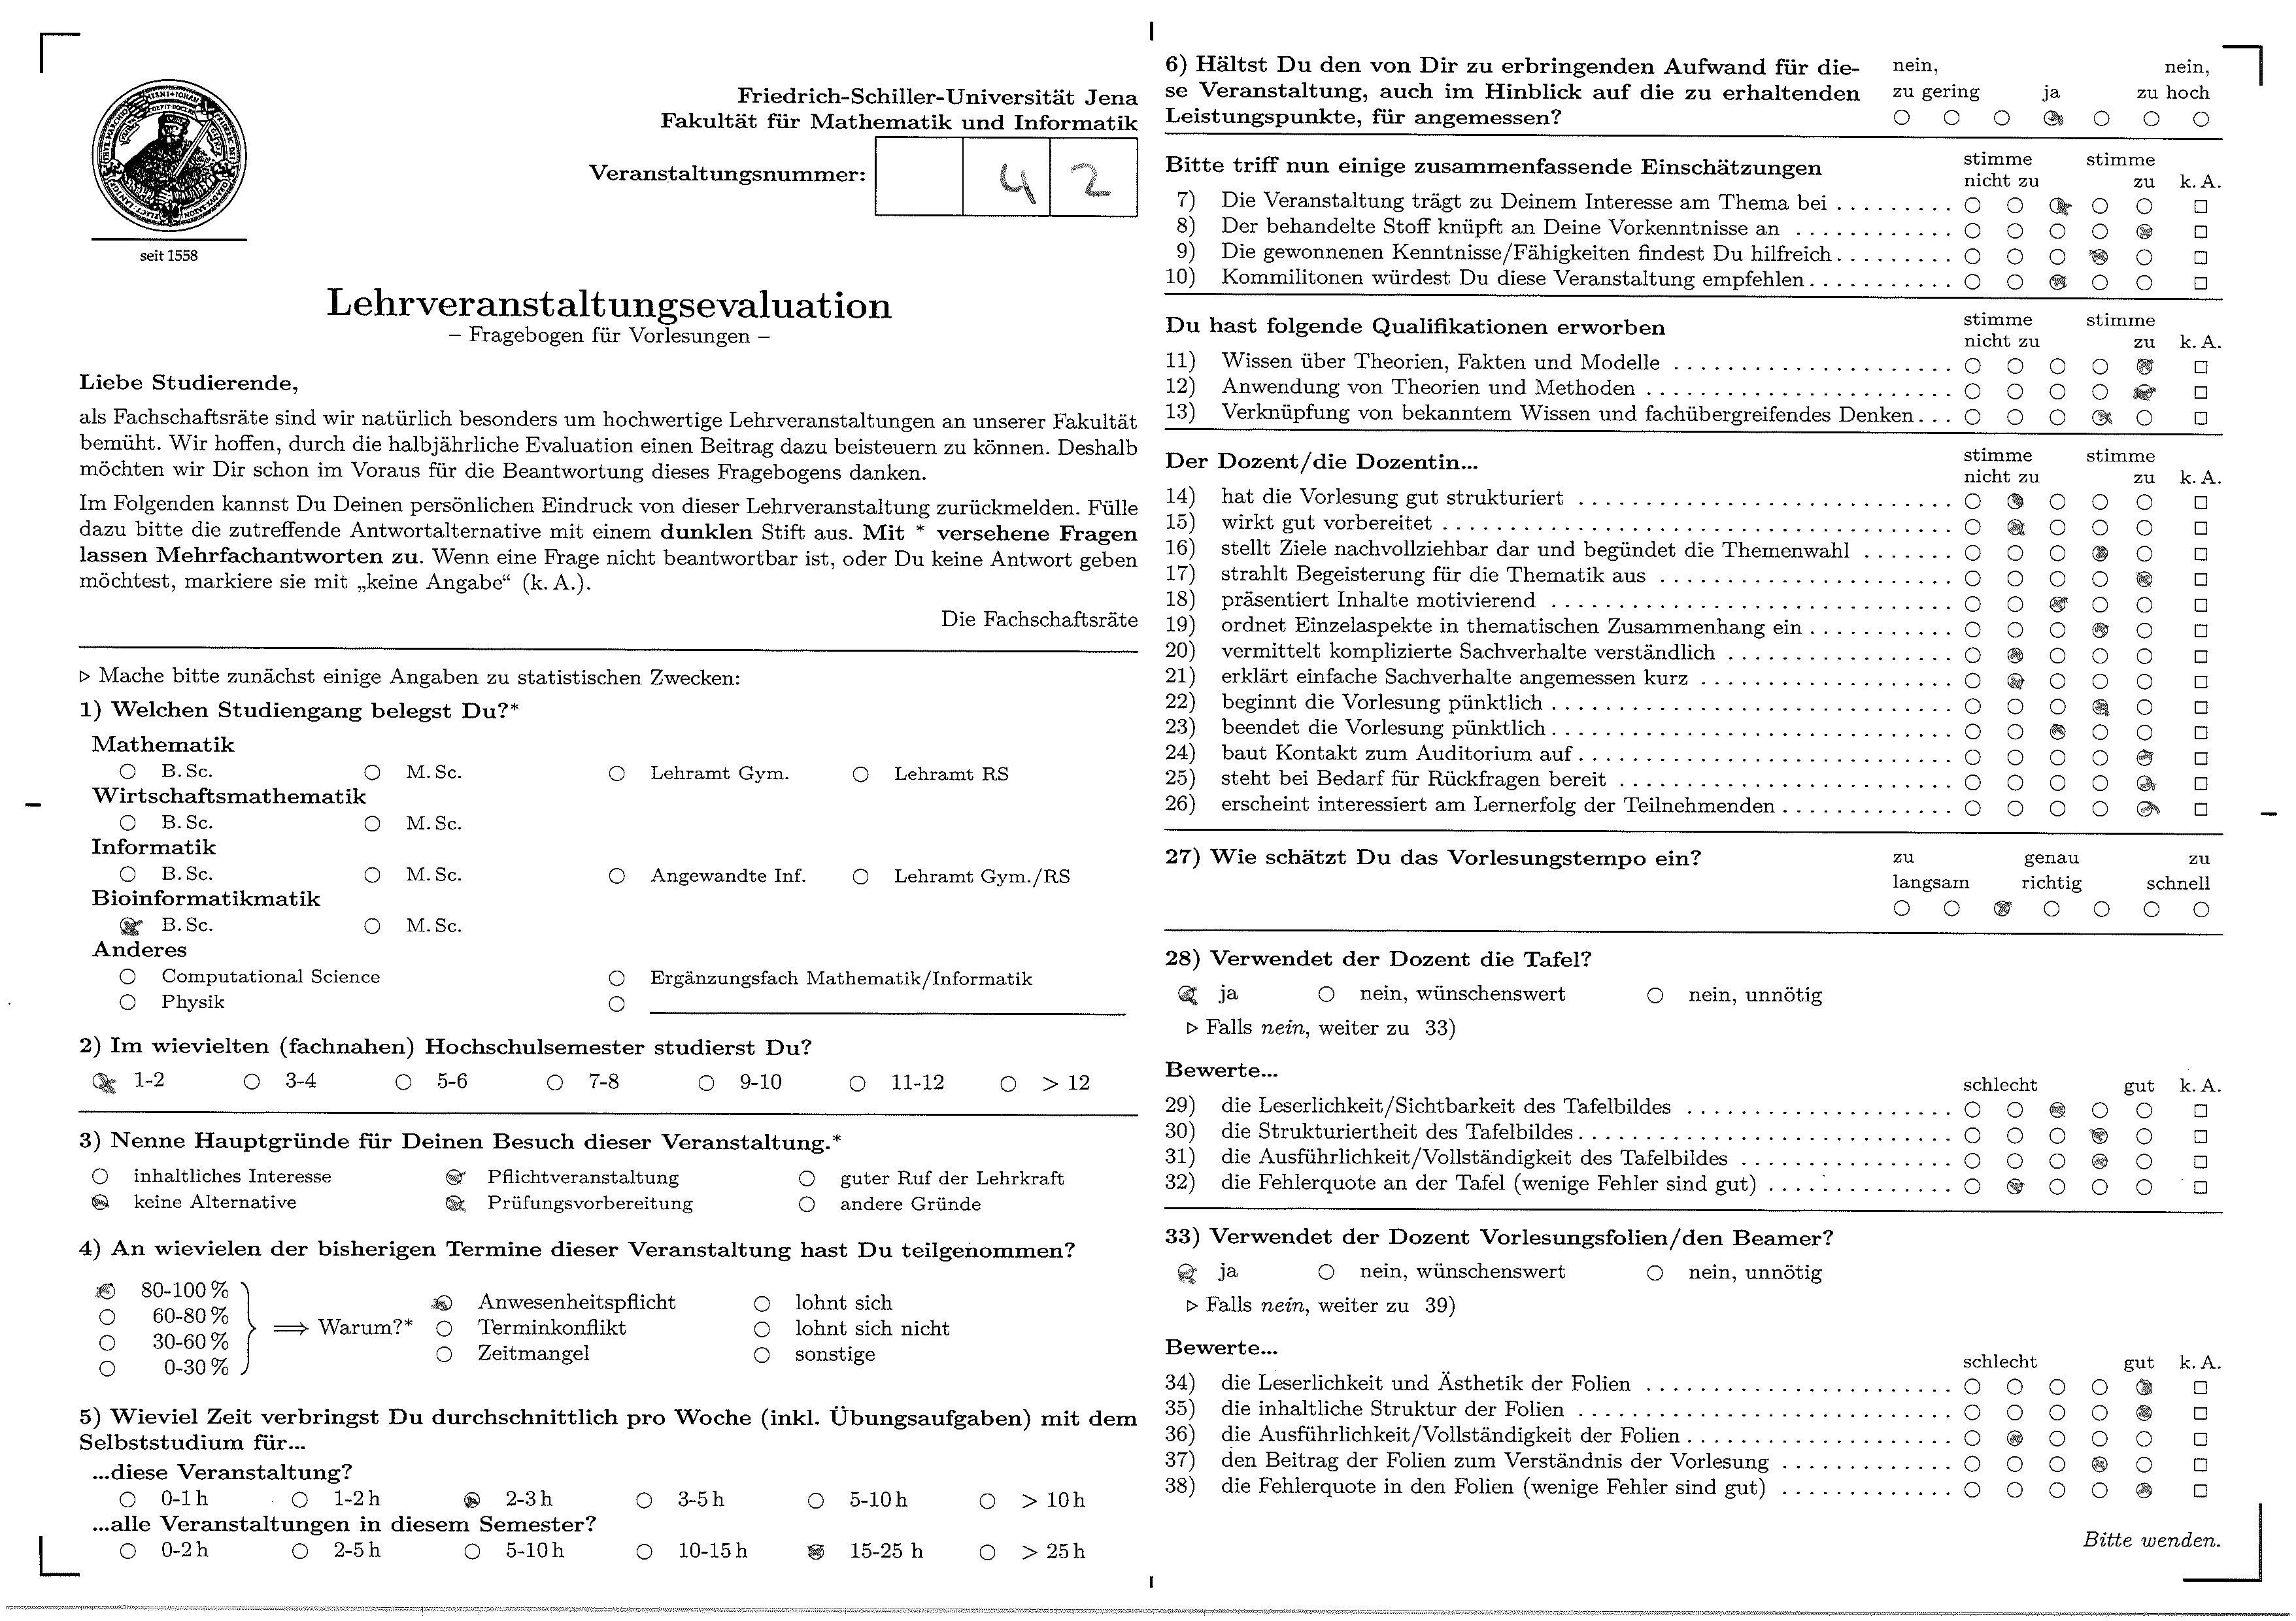 Friedrich-Schiller-Universität Jena
Fakultät für Mathematik und Informatik
Veranstaltungsnummer: 4 2
seit 1558
Lehrveranstaltungsevaluation
– Fragebogen für Vorlesungen –
Liebe Studierende,
als Fachschaftsräte sind wir natürlich besonders um hochwertige Lehrveranstaltungen an unserer Fakultät
bemüht. Wir hoffen, durch die halbjährliche Evaluation einen Beitrag dazu beisteuern zu können. Deshalb
möchten wir Dir schon im Voraus für die Beantwortung dieses Fragebogens danken.
Im Folgenden kannst Du Deinen persönlichen Eindruck von dieser Lehrveranstaltung zurückmelden. Fülle
dazu bitte die zutreffende Antwortalternative mit einem dunklen Stift aus. Mit * versehene Fragen
lassen Mehrfachantworten zu. Wenn eine Frage nicht beantwortbar ist, oder Du keine Antwort geben
möchtest, markiere sie mit „keine Angabe“ (k. A.).
Die Fachschaftsräte
▷ Mache bitte zunächst einige Angaben zu statistischen Zwecken:
1) Welchen Studiengang belegst Du?*
Mathematik
B. Sc. M. Sc. Lehramt Gym. Lehramt RS
Wirtschaftsmathematik
B. Sc. M. Sc.
Informatik
B. Sc. M. Sc. Angewandte Inf. Lehramt Gym./RS
Bioinformatikmatik
B. Sc. M. Sc.
Anderes
Computational Science Ergänzungsfach Mathematik/Informatik
Physik
2) Im wievielten (fachnahen) Hochschulsemester studierst Du?
1-2 3-4 5-6 7-8 9-10 11-12 > 12
3) Nenne Hauptgründe für Deinen Besuch dieser Veranstaltung.*
inhaltliches Interesse Pflichtveranstaltung guter Ruf der Lehrkraft
keine Alternative Prüfungsvorbereitung andere Gründe
4) An wievielen der bisherigen Termine dieser Veranstaltung hast Du teilgenommen?
80-100 % Anwesenheitspflicht lohnt sich
60-80 % ⟹ Warum?* Terminkonflikt lohnt sich nicht
30-60 % Zeitmangel sonstige
0-30 %
5) Wieviel Zeit verbringst Du durchschnittlich pro Woche (inkl. Übungsaufgaben) mit dem
Selbststudium für...
...diese Veranstaltung?
0-1 h 1-2 h 2-3 h 3-5 h 5-10 h > 10 h
...alle Veranstaltungen in diesem Semester?
0-2 h 2-5 h 5-10 h 10-15 h 15-25 h > 25 h
6) Hältst Du den von Dir zu erbringenden Aufwand für die- nein, nein,
se Veranstaltung, auch im Hinblick auf die zu erhaltenden zu gering ja zu hoch
Leistungspunkte, für angemessen?
Bitte triff nun einige zusammenfassende Einschätzungen stimme nicht zu stimme zu k. A.
7) Die Veranstaltung trägt zu Deinem Interesse am Thema bei
8) Der behandelte Stoff knüpft an Deine Vorkenntnisse an
9) Die gewonnenen Kenntnisse/Fähigkeiten findest Du hilfreich
10) Kommilitonen würdest Du diese Veranstaltung empfehlen
Du hast folgende Qualifikationen erworben stimme nicht zu stimme zu k. A.
11) Wissen über Theorien, Fakten und Modelle
12) Anwendung von Theorien und Methoden
13) Verknüpfung von bekanntem Wissen und fachübergreifendes Denken
Der Dozent/die Dozentin... stimme nicht zu stimme zu k. A.
14) hat die Vorlesung gut strukturiert
15) wirkt gut vorbereitet
16) stellt Ziele nachvollziehbar dar und begündet die Themenwahl
17) strahlt Begeisterung für die Thematik aus
18) präsentiert Inhalte motivierend
19) ordnet Einzelaspekte in thematischen Zusammenhang ein
20) vermittelt komplizierte Sachverhalte verständlich
21) erklärt einfache Sachverhalte angemessen kurz
22) beginnt die Vorlesung pünktlich
23) beendet die Vorlesung pünktlich
24) baut Kontakt zum Auditorium auf
25) steht bei Bedarf für Rückfragen bereit
26) erscheint interessiert am Lernerfolg der Teilnehmenden
27) Wie schätzt Du das Vorlesungstempo ein? zu langsam genau richtig zu schnell
28) Verwendet der Dozent die Tafel?
ja nein, wünschenswert nein, unnötig
▷ Falls nein, weiter zu 33)
Bewerte...
schlecht gut k. A.
29) die Leserlichkeit/Sichtbarkeit des Tafelbildes
30) die Strukturiertheit des Tafelbildes
31) die Ausführlichkeit/Vollständigkeit des Tafelbildes
32) die Fehlerquote an der Tafel (wenige Fehler sind gut)
33) Verwendet der Dozent Vorlesungsfolien/den Beamer?
ja nein, wünschenswert nein, unnötig
▷ Falls nein, weiter zu 39)
Bewerte...
schlecht gut k. A.
34) die Leserlichkeit und Ästhetik der Folien
35) die inhaltliche Struktur der Folien
36) die Ausführlichkeit/Vollständigkeit der Folien
37) den Beitrag der Folien zum Verständnis der Vorlesung
38) die Fehlerquote in den Folien (wenige Fehler sind gut)
Bitte wenden.